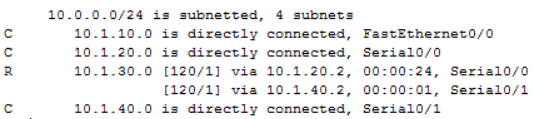 10.0.0.0/24 is subnetted, 4 subnets
C 10.1.10.0 is directly connected, FastEthernet0/0
C 10.1.20.0 is directly connected, Serial0/0
R 10.1.30.0 [120/1] via 10.1.20.2, 00:00:24, Serial0/0
[120/1] via 10.1.40.2, 00:00:01, Serial0/1
C 10.1.40.0 is directly connected, Serial0/1